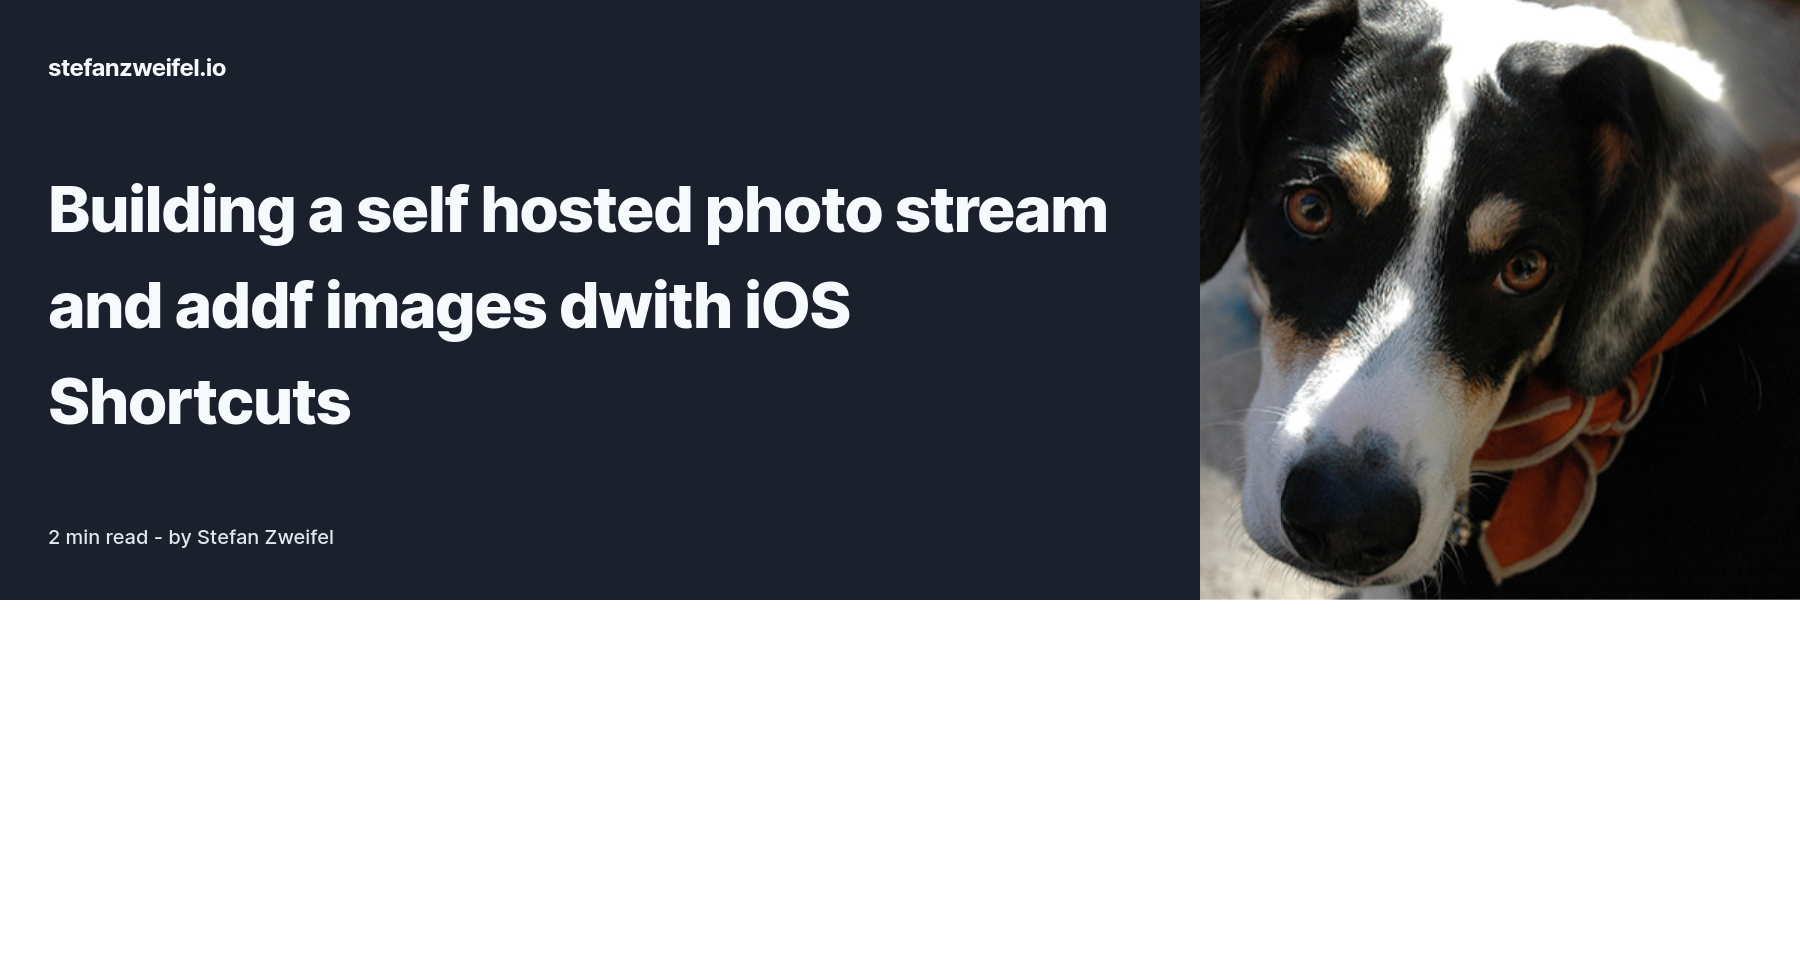 stefanzweifel.io
Building a self hosted photo stream
and addf images dwith iOS
Shortcuts
2 min read - by Stefan Zweifel